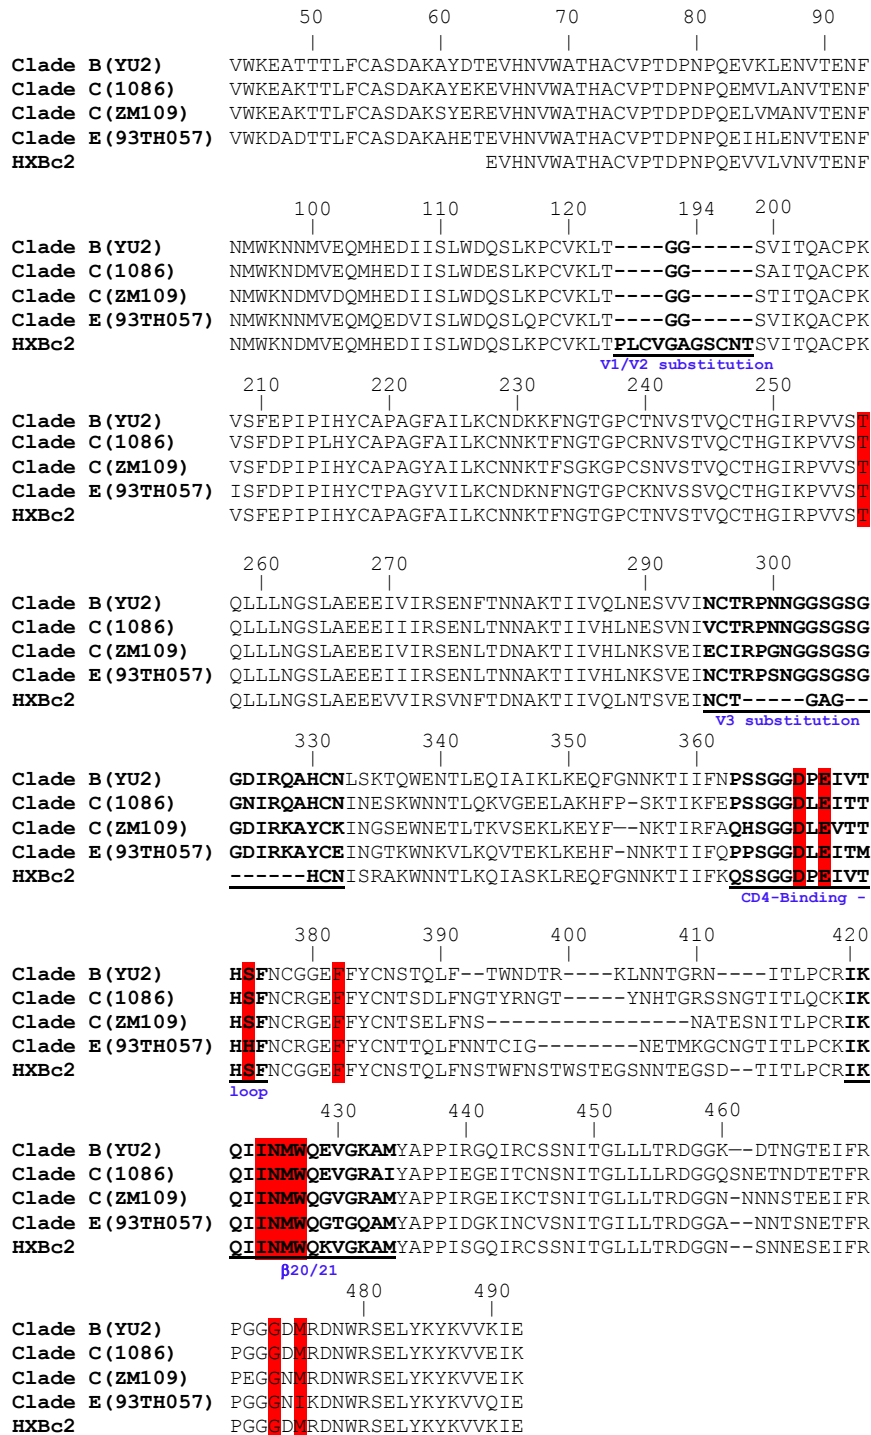 50 60 70 80 90
| | | | |
Clade B(YU2) VWKEATTTLFCASDAKAYDTEVHNVWATHACVPTDPNPQEVKLENVTENF
Clade C(1086) VWKEAKTTLFCASDAKAYEKEVHNVWATHACVPTDPNPQEMVLANVTENF
Clade C(ZM109) VWKEAKTTLFCASDAKSYEREVHNVWATHACVPTDPDPQELVMANVTENF
Clade E(93TH057) VWKDADTTLFCASDAKAHETEVHNVWATHACVPTDPNPQEIHLENVTENF
HXBc2 EVHNVWATHACVPTDPNPQEVVLVNVTENF
100 110 120 194 200
| | | | |
Clade B(YU2) NMWKNNMVEQMHEDIISLWDQSLKPCVKLT----GG-----SVITQACPK
Clade C(1086) NMWKNDMVEQMHEDIISLWDESLKPCVKLT----GG-----SAITQACPK
Clade C(ZM109) NMWKNDMVDQMHEDIISLWDQSLKPCVKLT----GG-----STITQACPK
Clade E(93TH057) NMWKNNMVEQMQEDVISLWDQSLQPCVKLT----GG-----SVIKQACPK
HXBc2 NMWKNDMVEQMHEDIISLWDQSLKPCVKLTPLCVGAGSCNTSVITQACPK
V1/V2 substitution
210 220 230 240 250
| | | | |
Clade B(YU2) VSFEPIPIHYCAPAGFAILKCNDKKFNGTGPCTNVSTVQCTHGIRPVVST
Clade C(1086) VSFDPIPLHYCAPAGFAILKCNNKTFNGTGPCRNVSTVQCTHGIKPVVST
Clade C(ZM109) VSFDPIPIHYCAPAGYAILKCNNKTFSGKGPCSNVSTVQCTHGIRPVVST
Clade E(93TH057) ISFDPIPIHYCTPAGYVILKCNDKNFNGTGPCKNVSSVQCTHGIKPVVST
HXBc2 VSFEPIPIHYCAPAGFAILKCNNKTFNGTGPCTNVSTVQCTHGIRPVVST
260 270 290 300
| | | |
Clade B(YU2) QLLLNGSLAEEEIVIRSENFTNNAKTIIVQLNESVVINCTRPNNGGSGSG
Clade C(1086) QLLLNGSLAEEEIIIRSENLTNNAKTIIVHLNESVNIVCTRPNNGGSGSG
Clade C(ZM109) QLLLNGSLAEEEIVIRSENLTDNAKTIIVHLNKSVEIECIRPGNGGSGSG
Clade E(93TH057) QLLLNGSLAEEEIIIRSENLTNNAKTIIVHLNKSVEINCTRPSNGGSGSG
HXBc2 QLLLNGSLAEEEVVIRSVNFTDNAKTIIVQLNTSVEINCT-----GAG--
V3 substitution
330 340 350 360
| | | |
Clade B(YU2) GDIRQAHCNLSKTQWENTLEQIAIKLKEQFGNNKTIIFNPSSGGDPEIVT
Clade C(1086) GNIRQAHCNINESKWNNTLQKVGEELAKHFP-SKTIKFEPSSGGDLEITT
Clade C(ZM109) GDIRKAYCKINGSEWNETLTKVSEKLKEYF—-NKTIRFAQHSGGDLEVTT
Clade E(93TH057) GDIRKAYCEINGTKWNKVLKQVTEKLKEHF-NNKTIIFQPPSGGDLEITM
HXBc2 ------HCNISRAKWNNTLKQIASKLREQFGNNKTIIFKQSSGGDPEIVT
CD4-Binding -
380 390 400 410 420
| | | | |
Clade B(YU2) HSFNCGGEFFYCNSTQLF--TWNDTR----KLNNTGRN----ITLPCRIK
Clade C(1086) HSFNCRGEFFYCNTSDLFNGTYRNGT-----YNHTGRSSNGTITLQCKIK
Clade C(ZM109) HSFNCRGEFFYCNTSELFNS----------------NATESNITLPCRIK
Clade E(93TH057) HHFNCRGEFFYCNTTQLFNNTCIG--------NETMKGCNGTITLPCKIK
HXBc2 HSFNCGGEFFYCNSTQLFNSTWFNSTWSTEGSNNTEGSD--TITLPCRIK
loop
430 440 450 460
| | | |
Clade B(YU2) QIINMWQEVGKAMYAPPIRGQIRCSSNITGLLLTRDGGK—-DTNGTEIFR
Clade C(1086) QIINMWQEVGRAIYAPPIEGEITCNSNITGLLLLRDGGQSNETNDTETFR
Clade C(ZM109) QIINMWQGVGRAMYAPPIRGEIKCTSNITGLLLTRDGGN-NNNSTEEIFR
Clade E(93TH057) QIINMWQGTGQAMYAPPIDGKINCVSNITGILLTRDGGA-NNTSNETFR
HXBc2 QIINMWQKVGKAMYAPPISGQIRCSSNITGLLLTRDGGN-SNNESEIFR
β20/21
480 490
| |
Clade B(YU2) PGGGDMRDNWRSELYKYKVVKIE
Clade C(1086) PGGGDMRDNWRSELYKYKVVEIK
Clade C(ZM109) PEGGNMRDNWRSELYKYKVVEIK
Clade E(93TH057) PGGGNIKDNWRSELYKYKVVQIE
HXBc2 PGGGDMRDNWRSELYKYKVVKIE